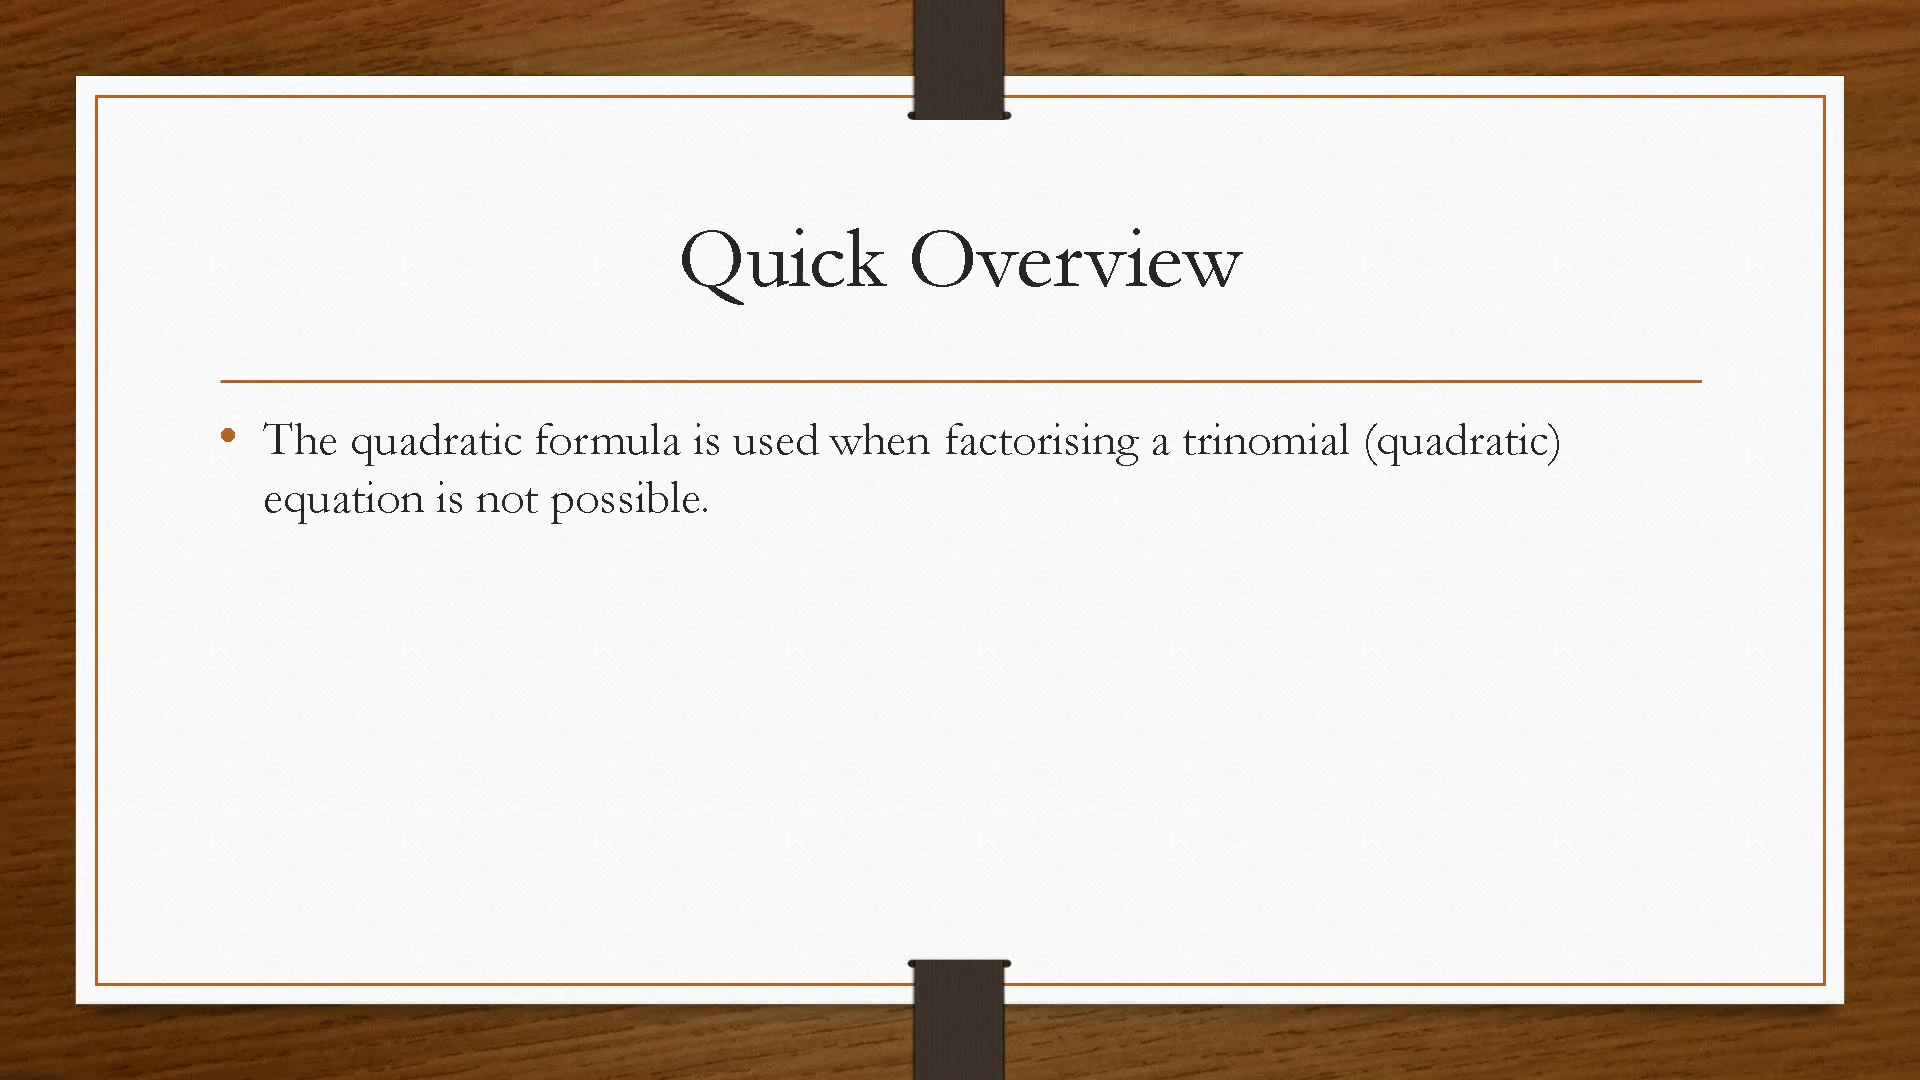 Quick Overview
• The quadratic formula is used when factorising a trinomial (quadratic)
equation is not possible.